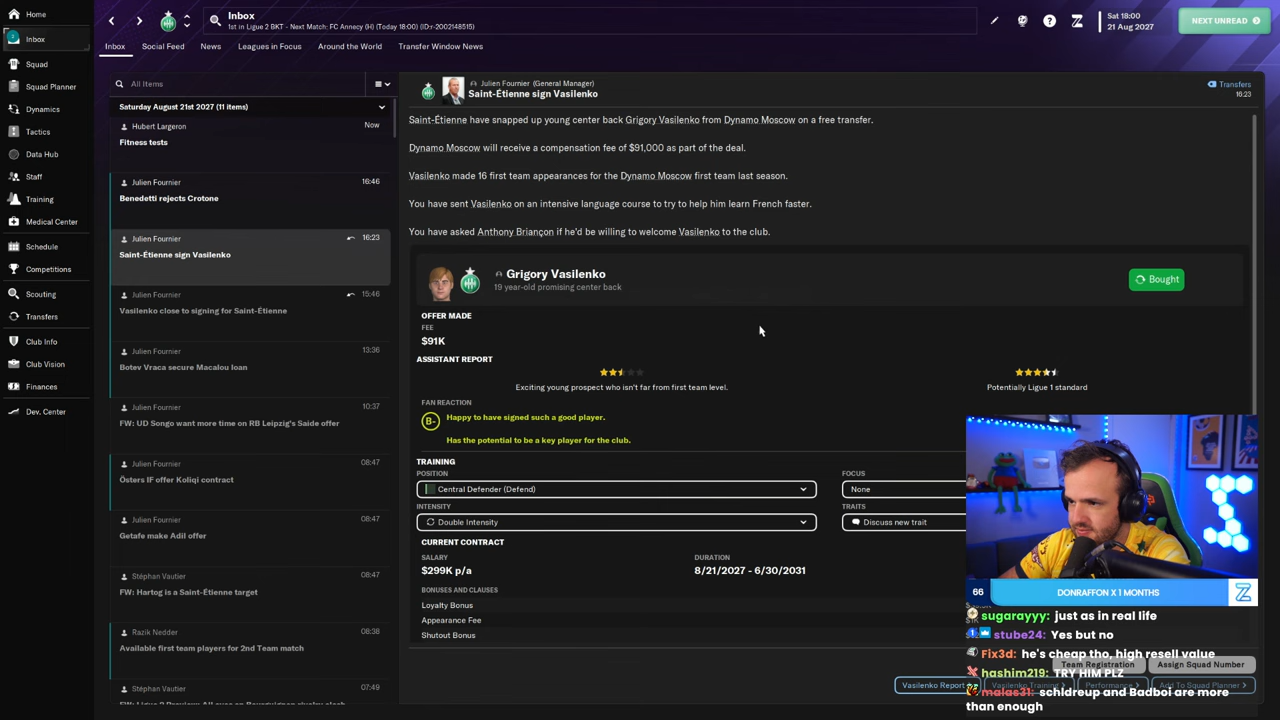 Home
Inbox
Squad
Squad Planner
Dynamics
Tactics
Data Hub
Staff
Training
Medical Center
Schedule
Competitions
Scouting
Transfers
Club Info
Club Vision
Finances
Dev. Center
Inbox
1st in Ligue 2 BKT - Next Match: FC Annecy (H) (Today 18:00) (ID:r-2002148515)
Sat 18:00
21 Aug 2027
NEXT UNREAD
Inbox
Social Feed
News
Leagues in Focus
Around the World
Transfer Window News
All Items
Saturday August 21st 2027 (11 items)
Hubert Largeron
Now
Fitness tests
Julien Fournier
16:46
Benedetti rejects Crotone
Julien Fournier
16:23
Saint-Étienne sign Vasilenko
Julien Fournier
15:46
Vasilenko close to signing for Saint-Étienne
Julien Fournier
13:36
Botev Vraca secure Macalou loan
Julien Fournier
10:37
FW: UD Songo want more time on RB Leipzig's Saide offer
Julien Fournier
08:47
Östers IF offer Koliqi contract
Julien Fournier
08:47
Getafe make Adil offer
Stéphan Vautier
08:47
FW: Hartog is a Saint-Étienne target
Razik Nedder
08:38
Available first team players for 2nd Team match
Stéphan Vautier
07:49
Julien Fournier (General Manager)
Saint-Étienne sign Vasilenko
Transfers
16:23
Saint-Étienne have snapped up young center back Grigory Vasilenko from Dynamo Moscow on a free transfer.
Dynamo Moscow will receive a compensation fee of $91,000 as part of the deal.
Vasilenko made 16 first team appearances for the Dynamo Moscow first team last season.
You have sent Vasilenko on an intensive language course to try to help him learn French faster.
You have asked Anthony Briançon if he'd be willing to welcome Vasilenko to the club.
Grigory Vasilenko
19 year-old promising center back
Bought
OFFER MADE
FEE
$91K
ASSISTANT REPORT
Exciting young prospect who isn't far from first team level.
Potentially Ligue 1 standard
FAN REACTION
B-
Happy to have signed such a good player.
Has the potential to be a key player for the club.
TRAINING
POSITION
Central Defender (Defend)
FOCUS
None
INTENSITY
Double Intensity
TRAITS
Discuss new trait
CURRENT CONTRACT
SALARY
$299K p/a
DURATION
8/21/2027 - 6/30/2031
BONUSES AND CLAUSES
Loyalty Bonus
Appearance Fee
Shutout Bonus
66
DONRAFFON X 1 MONTHS
sugarayyy: just as in real life
stube24: Yes but no
Fix3d: he's cheap tho, high resell value
hashim219: TRY HIM PLZ
malas31: schidreup and Badboi are more
than enough
Team Registration
Assign Squad Number
Vasilenko Report
Vasilenko Training
Performance
Add To Squad Planner